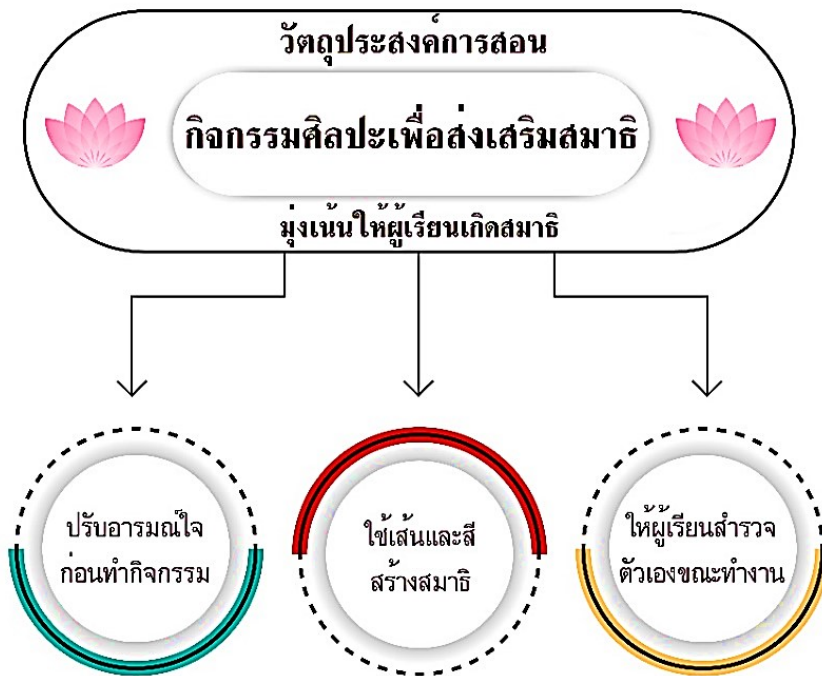 วัตถุประสงค์การสอน
กิจกรรมศิลปะเพื่อส่งเสริมสมาธิ
มุ่งเน้นให้ผู้เรียนเกิดสมาธิ
ปรับอารมณ์ใจ
ก่อนทำกิจกรรม
ใช้เส้นและสี
สร้างสมาธิ
ให้ผู้เรียนสำรวจ
ตัวเองขณะทำงาน